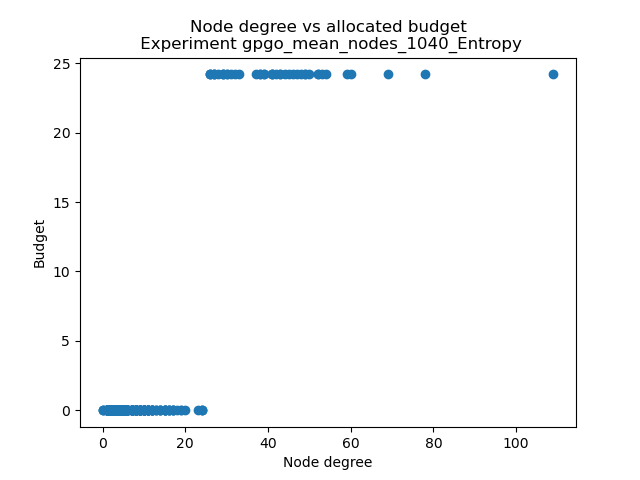 Node degree vs allocated budget
Experiment gpgo_mean_nodes_1040_Entropy
25
20
15
10
5
0
Budget
0 20 40 60 80 100
Node degree